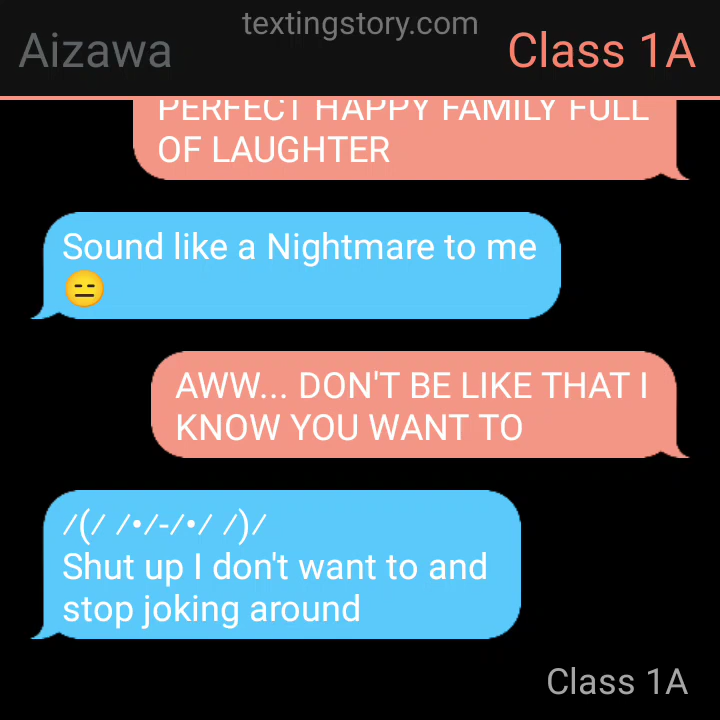 textingstory.com
Aizawa
Class 1A
PERFECT HAPPY FAMILY FULL
OF LAUGHTER
Sound like a Nightmare to me
😑
AWW... DON'T BE LIKE THAT I
KNOW YOU WANT TO
/(/ /•/-/•/ /)/
Shut up I don't want to and
stop joking around
Class 1A